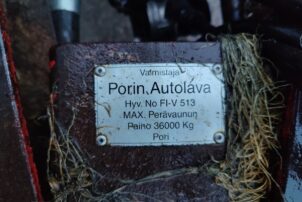 Valmistaja
Porin Autolava
Hyv. No FI-V 513
MAX. Perävaunun
Paino 36000 Kg
Pori